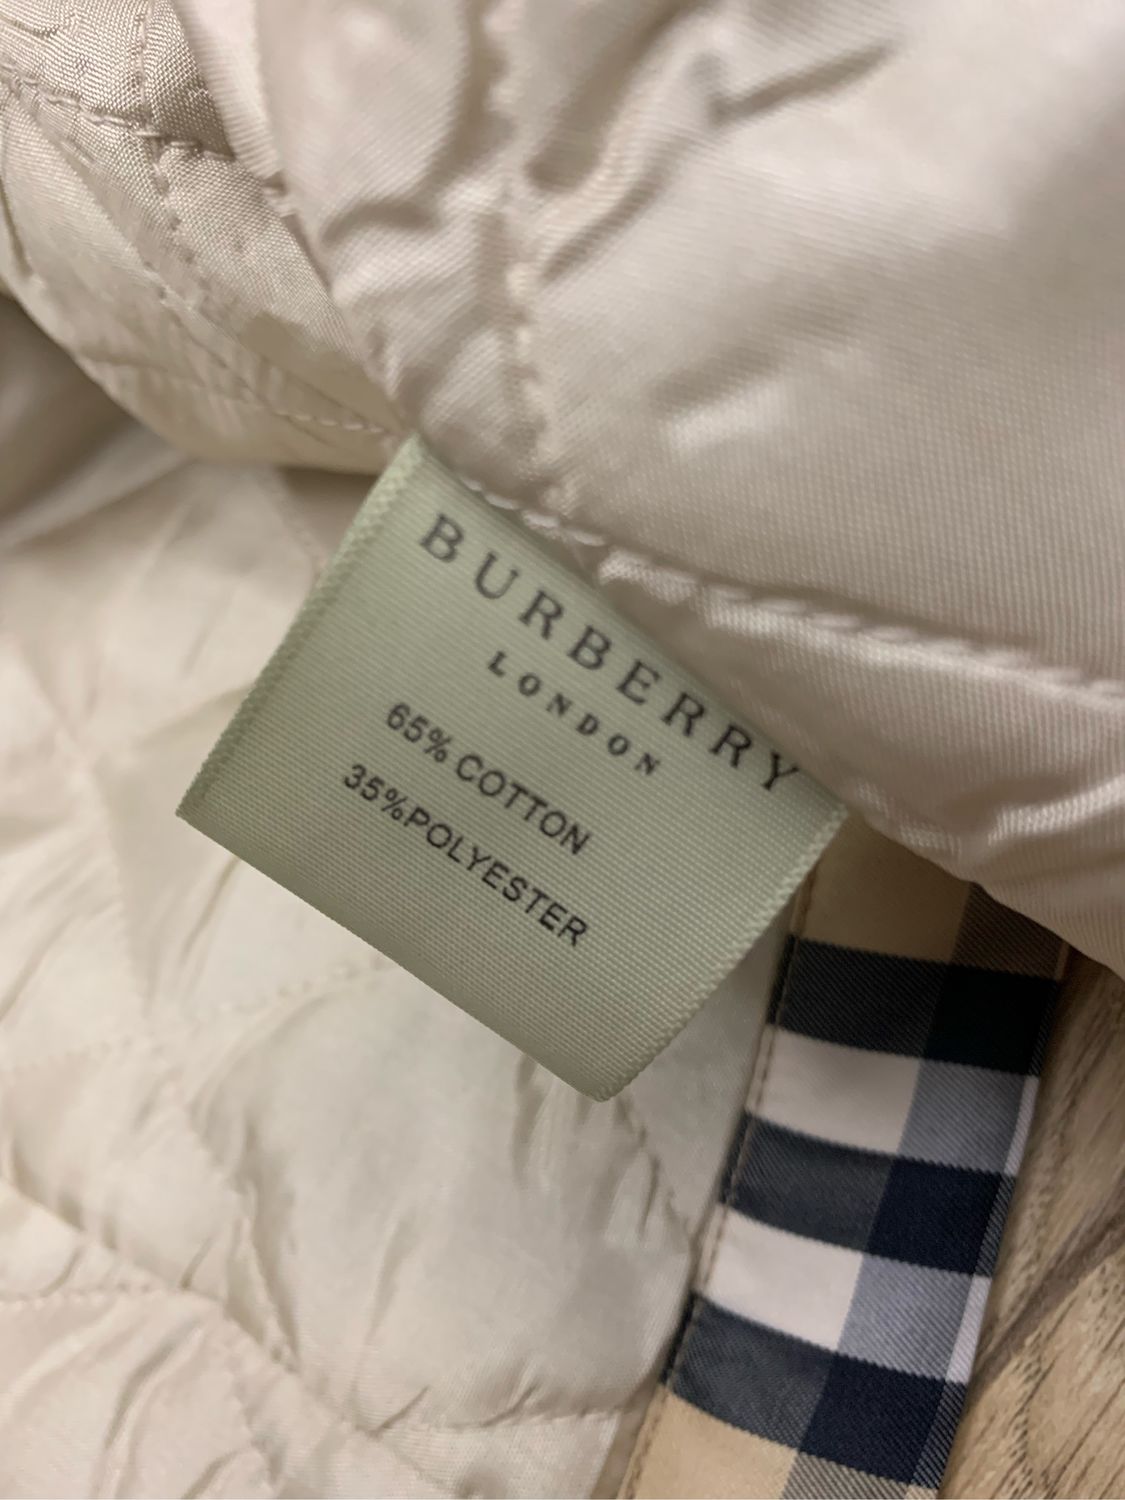 BURBERRY
LONDON
65% COTTON
35%POLYESTER